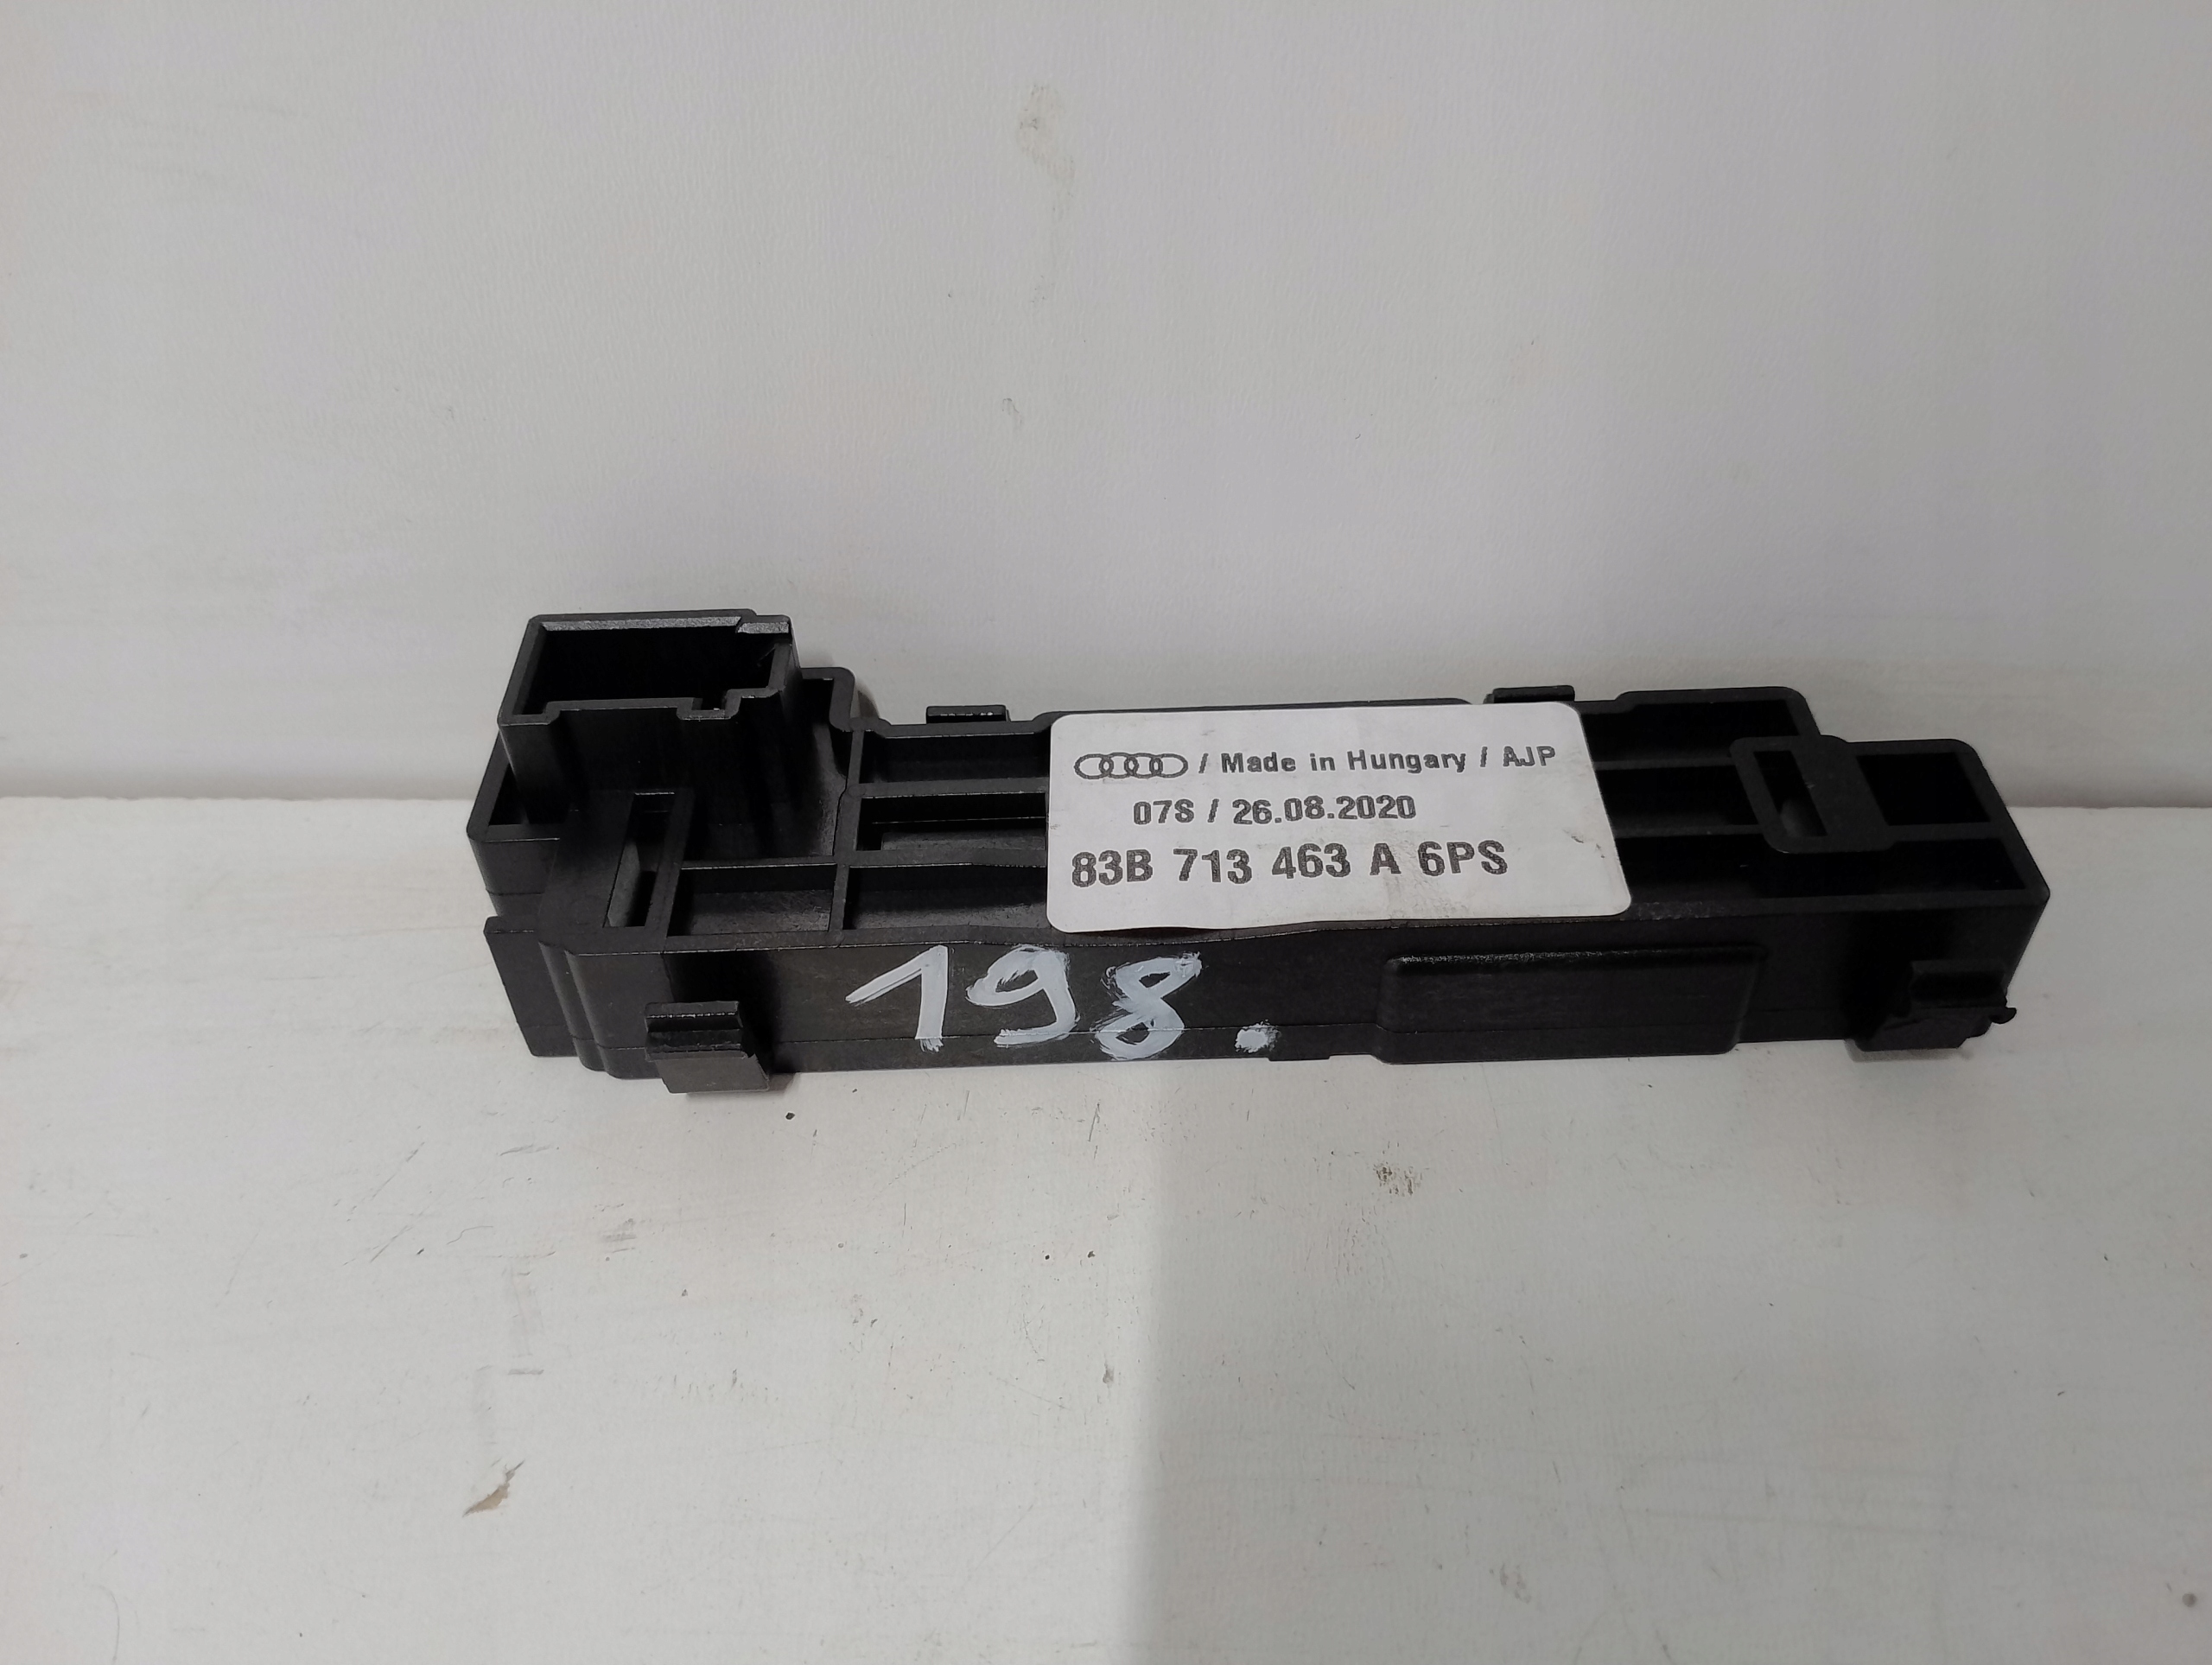 / Made in Hungary / AJP
07S / 26.08.2020
83B 713 463 A 6PS
198.